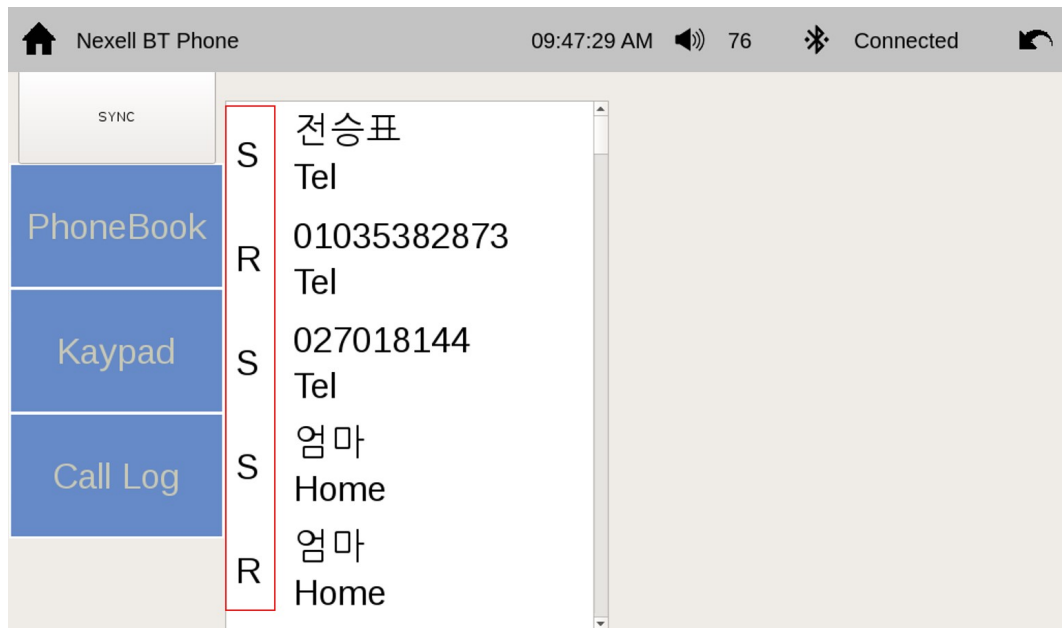 Nexell BT Phone 09:47:29 AM 76 Connected
SYNC
PhoneBook
Kaypad
Call Log
S 전승표
Tel
R 01035382873
Tel
S 027018144
Tel
S 엄마
Home
R 엄마
Home